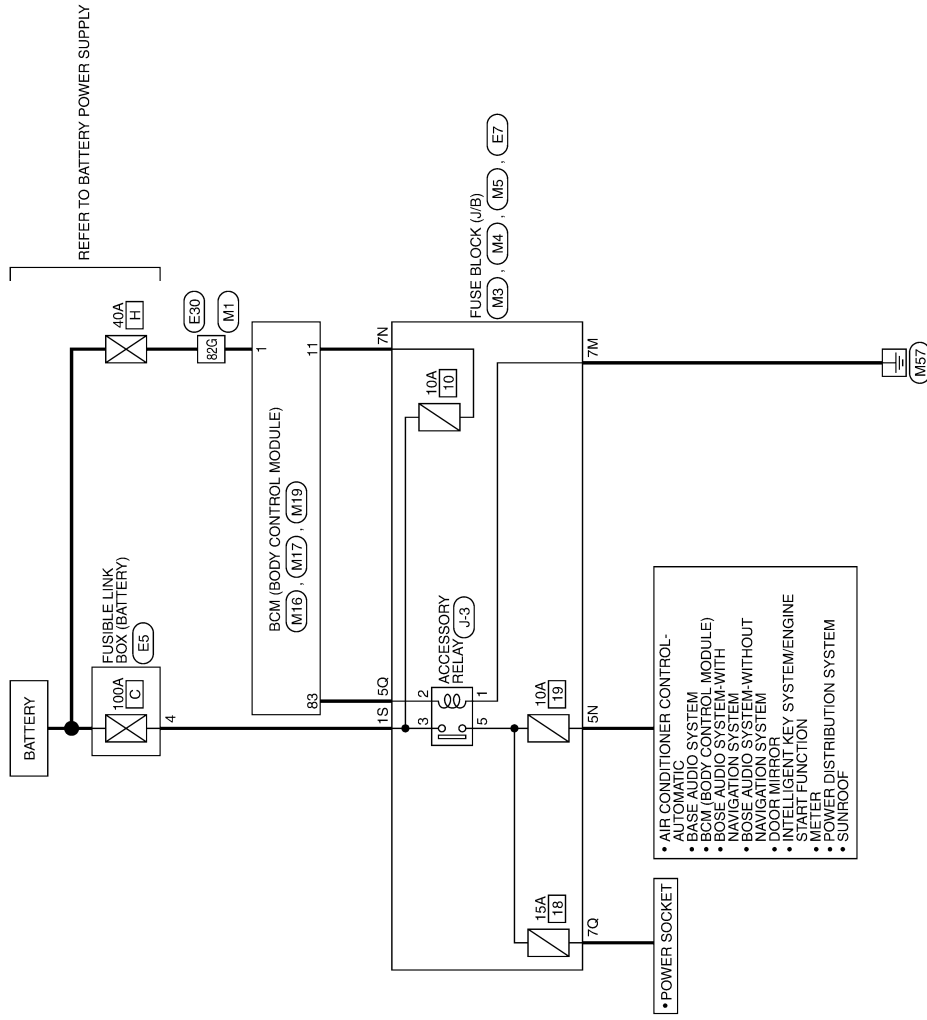 REFER TO BATTERY POWER SUPPLY
BATTERY
FUSIBLE LINK
BOX (BATTERY)
E5
100A
C
4
40A
H
E30
M1
82G
1
BCM (BODY CONTROL MODULE)
M16 , M17 , M19
83
11
1S
5Q
7N
FUSE BLOCK (J/B)
M3 , M4 , M5 , E7
10A
10
ACCESSORY
RELAY
J-3
3
2
5
1
15A
18
10A
19
7Q
5N
7M
M57
• POWER SOCKET
• AIR CONDITIONER CONTROL-
AUTOMATIC
• BASE AUDIO SYSTEM
• BCM (BODY CONTROL MODULE)
• BOSE AUDIO SYSTEM-WITH
NAVIGATION SYSTEM
• BOSE AUDIO SYSTEM-WITHOUT
NAVIGATION SYSTEM
• DOOR MIRROR
• INTELLIGENT KEY SYSTEM/ENGINE
START FUNCTION
• METER
• POWER DISTRIBUTION SYSTEM
• SUNROOF